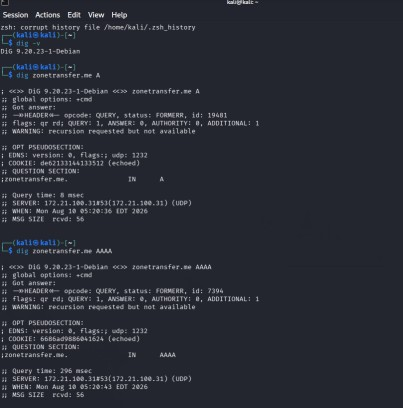 kali@kali: ~
Session Actions Edit View Help
zsh: corrupt history file /home/kali/.zsh_history
┌──(kali㉿kali)-[~]
└─$ dig -v
DiG 9.20.23-1-Debian
┌──(kali㉿kali)-[~]
└─$ dig zonetransfer.me A
; <<>> DiG 9.20.23-1-Debian <<>> zonetransfer.me A
;; global options: +cmd
;; Got answer:
;; ->>HEADER<<- opcode: QUERY, status: FORMERR, id: 19481
;; flags: qr rd; QUERY: 1, ANSWER: 0, AUTHORITY: 0, ADDITIONAL: 1
;; WARNING: recursion requested but not available
;; OPT PSEUDOSECTION:
; EDNS: version: 0, flags:; udp: 1232
; COOKIE: de62133144133512 (echoed)
;; QUESTION SECTION:
;zonetransfer.me. IN A
;; Query time: 8 msec
;; SERVER: 172.21.100.31#53(172.21.100.31) (UDP)
;; WHEN: Mon Aug 10 05:20:36 EDT 2026
;; MSG SIZE rcvd: 56
┌──(kali㉿kali)-[~]
└─$ dig zonetransfer.me AAAA
; <<>> DiG 9.20.23-1-Debian <<>> zonetransfer.me AAAA
;; global options: +cmd
;; Got answer:
;; ->>HEADER<<- opcode: QUERY, status: FORMERR, id: 7394
;; flags: qr rd; QUERY: 1, ANSWER: 0, AUTHORITY: 0, ADDITIONAL: 1
;; WARNING: recursion requested but not available
;; OPT PSEUDOSECTION:
; EDNS: version: 0, flags:; udp: 1232
; COOKIE: 6686ad9886041624 (echoed)
;; QUESTION SECTION:
;zonetransfer.me. IN AAAA
;; Query time: 296 msec
;; SERVER: 172.21.100.31#53(172.21.100.31) (UDP)
;; WHEN: Mon Aug 10 05:20:43 EDT 2026
;; MSG SIZE rcvd: 56